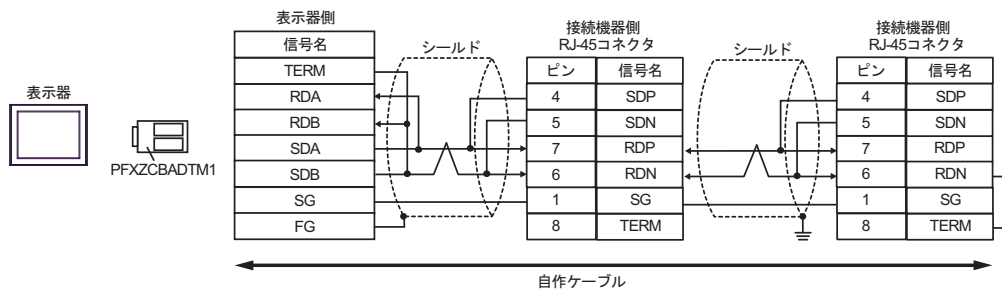 表示器
PFXZCBADTM1
表示器側
信号名
TERM
RDA
RDB
SDA
SDB
SG
FG
シールド
接続機器側
RJ-45コネクタ
ピン 信号名
4 SDP
5 SDN
7 RDP
6 RDN
1 SG
8 TERM
シールド
接続機器側
RJ-45コネクタ
ピン 信号名
4 SDP
5 SDN
7 RDP
6 RDN
1 SG
8 TERM
自作ケーブル